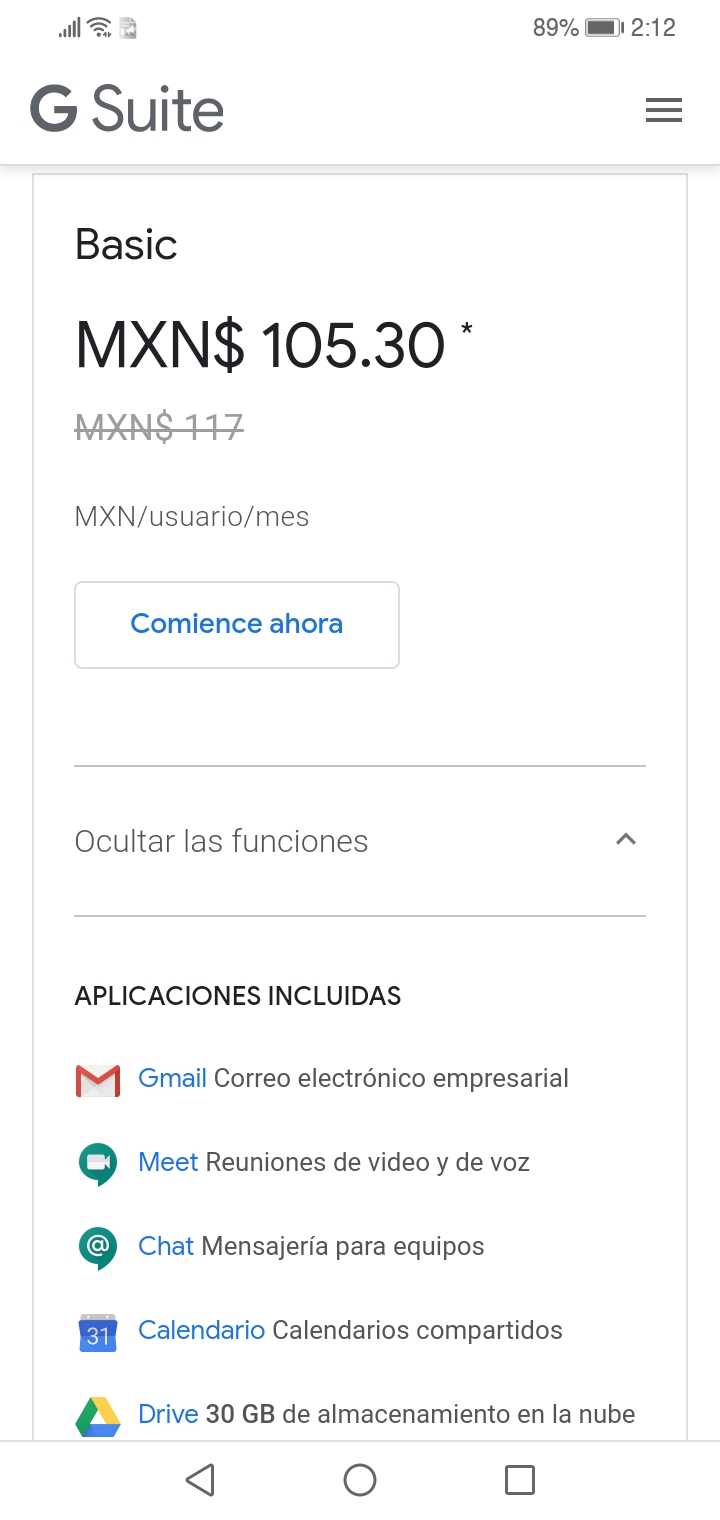 89% 2:12
G Suite
Basic
MXN$ 105.30 *
MXN$ 117
MXN/usuario/mes
Comience ahora
Ocultar las funciones
APLICACIONES INCLUIDAS
Gmail Correo electrónico empresarial
Meet Reuniones de video y de voz
@
Chat Mensajería para equipos
31
Calendario Calendarios compartidos
Drive 30 GB de almacenamiento en la nube